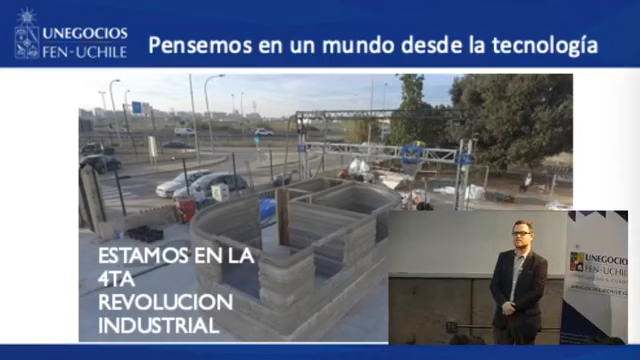 UNEGOCIOS
FEN-UCHILE
Pensemos en un mundo desde la tecnología
ESTAMOS EN LA
4TA
REVOLUCION
INDUSTRIAL
UNEGOCIOS
FEN-UCHILE